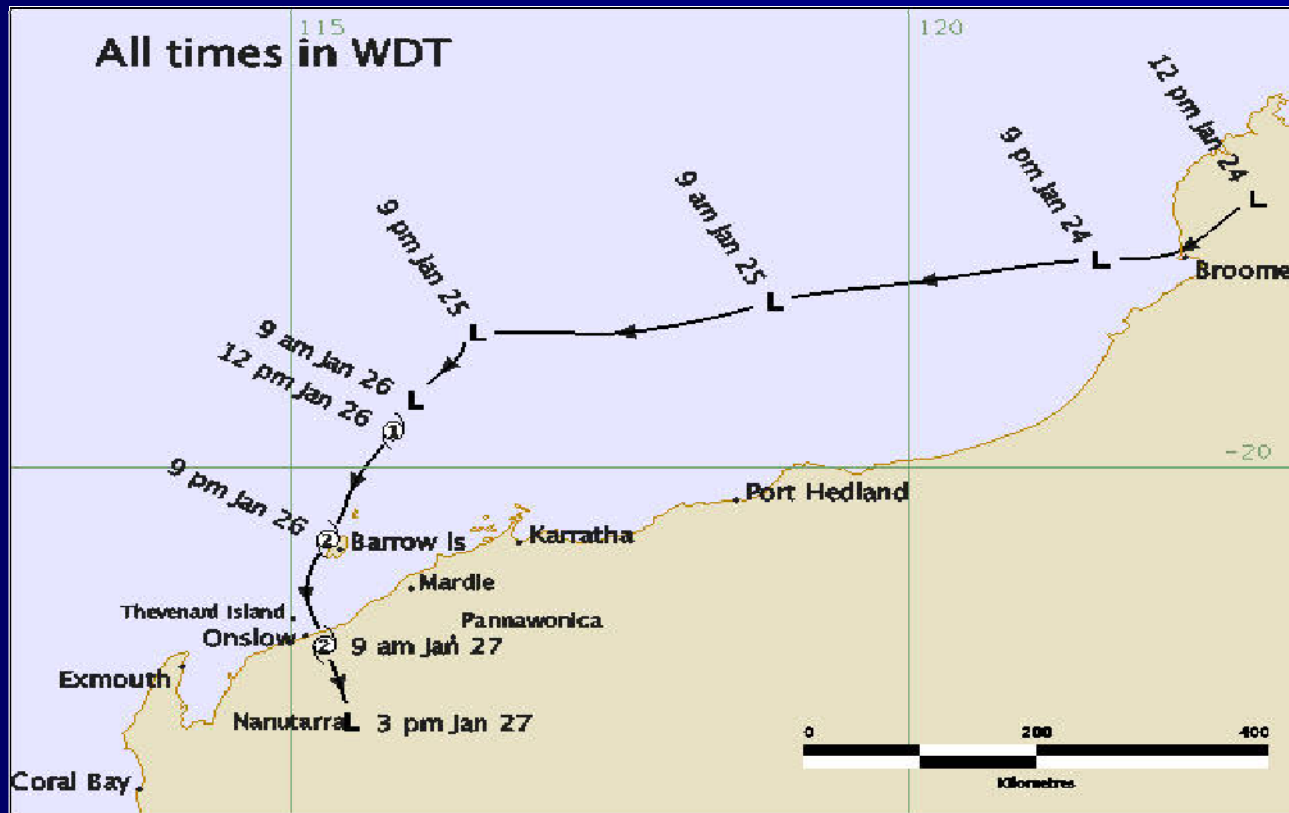 115
120
All times in WDT
12 pm Jan 24
9 pm Jan 24
9 am Jan 25
9 pm Jan 25
L
L
L
L
Broome
9 am Jan 26
L
12 pm Jan 26
1
-20
9 pm Jan 26
2
Barrow Is
Port Hedland
Karratha
Mardie
Thevenard Island
Pannawonica
Onslow
2
9 am Jan 27
Exmouth
Nanutarra
L
3 pm Jan 27
0
200
400
Kilometres
Coral Bay